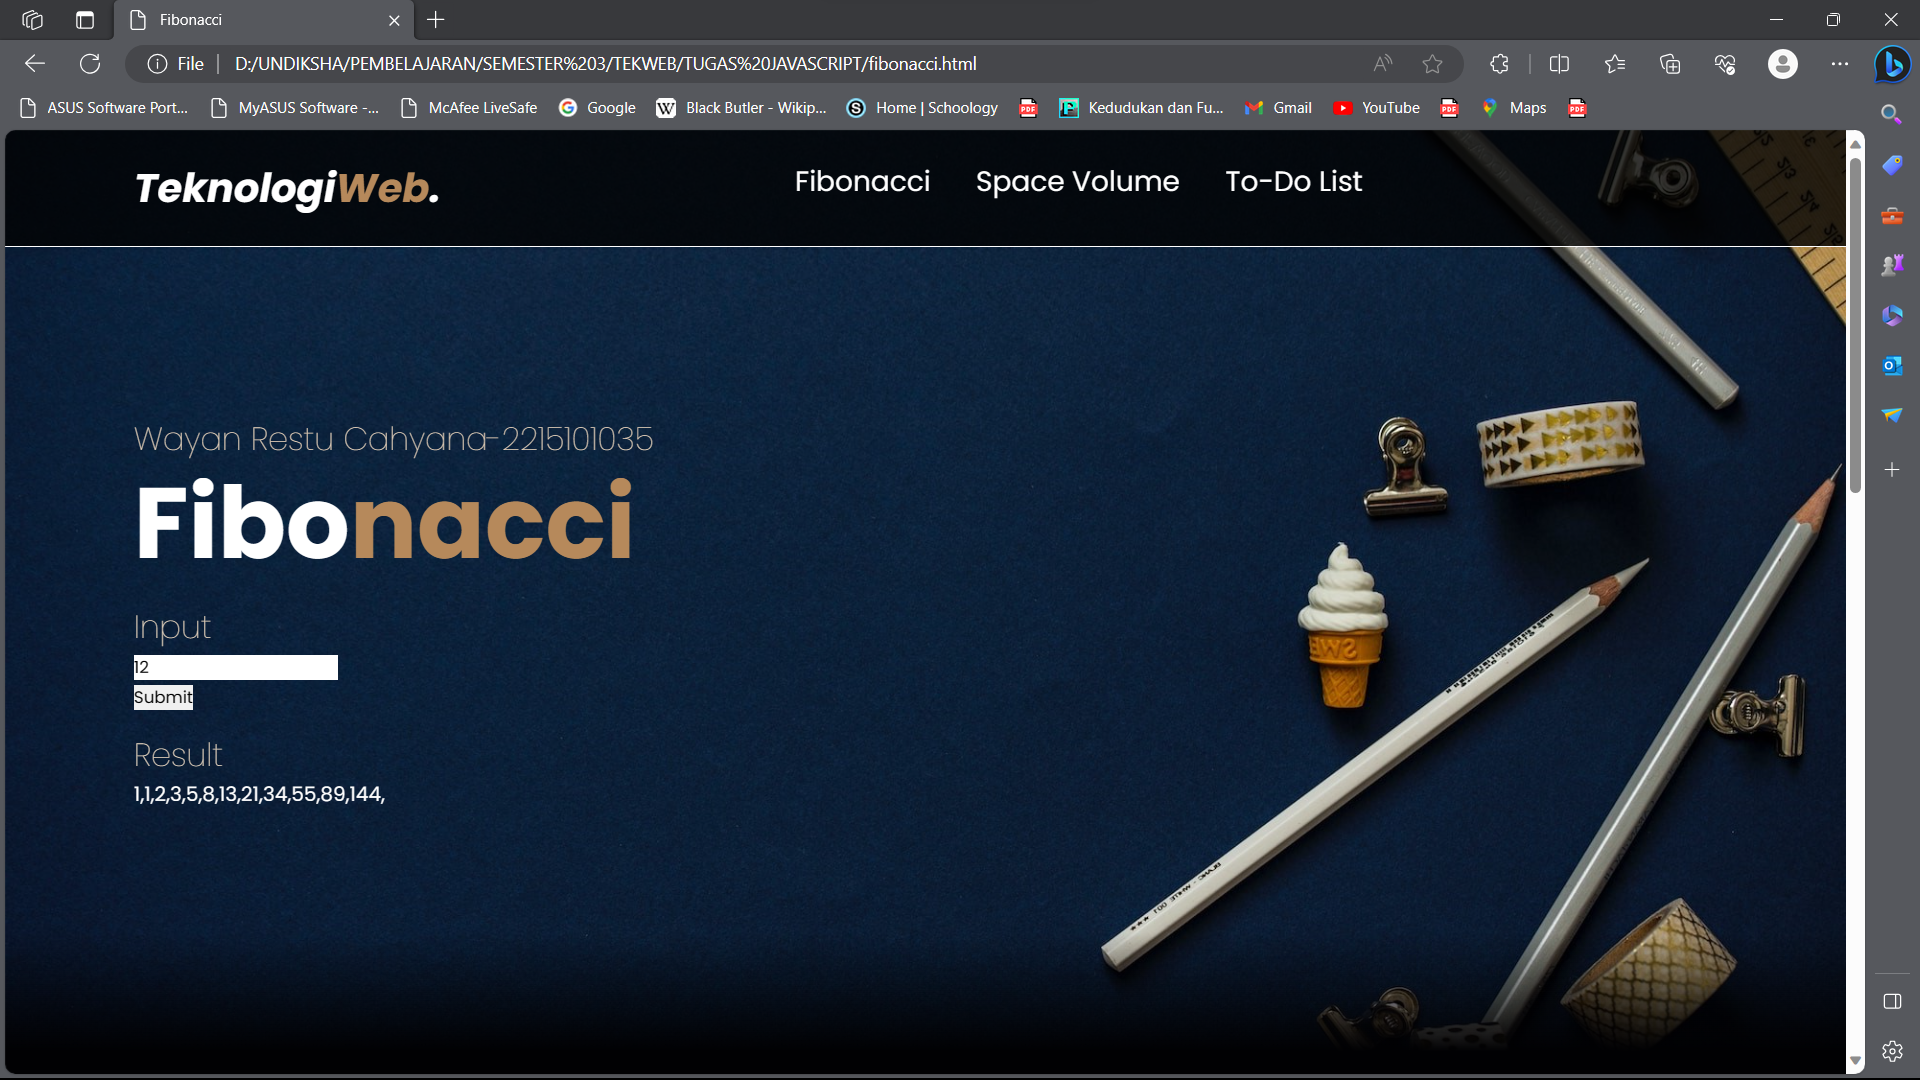 Fibonacci
File
D:/UNDIKSHA/PEMBELAJARAN/SEMESTER%203/TEKWEB/TUGAS%20JAVASCRIPT/fibonacci.html
ASUS Software Port... MyASUS Software -... McAfee LiveSafe Google Black Butler - Wikip... Home | Schoology PDF Kedudukan dan Fu... Gmail YouTube PDF Maps PDF
TeknologiWeb. Fibonacci Space Volume To-Do List
Wayan Restu Cahyana-2215101035
Fibonacci
Input
12
Submit
Result
1,1,2,3,5,8,13,21,34,55,89,144,